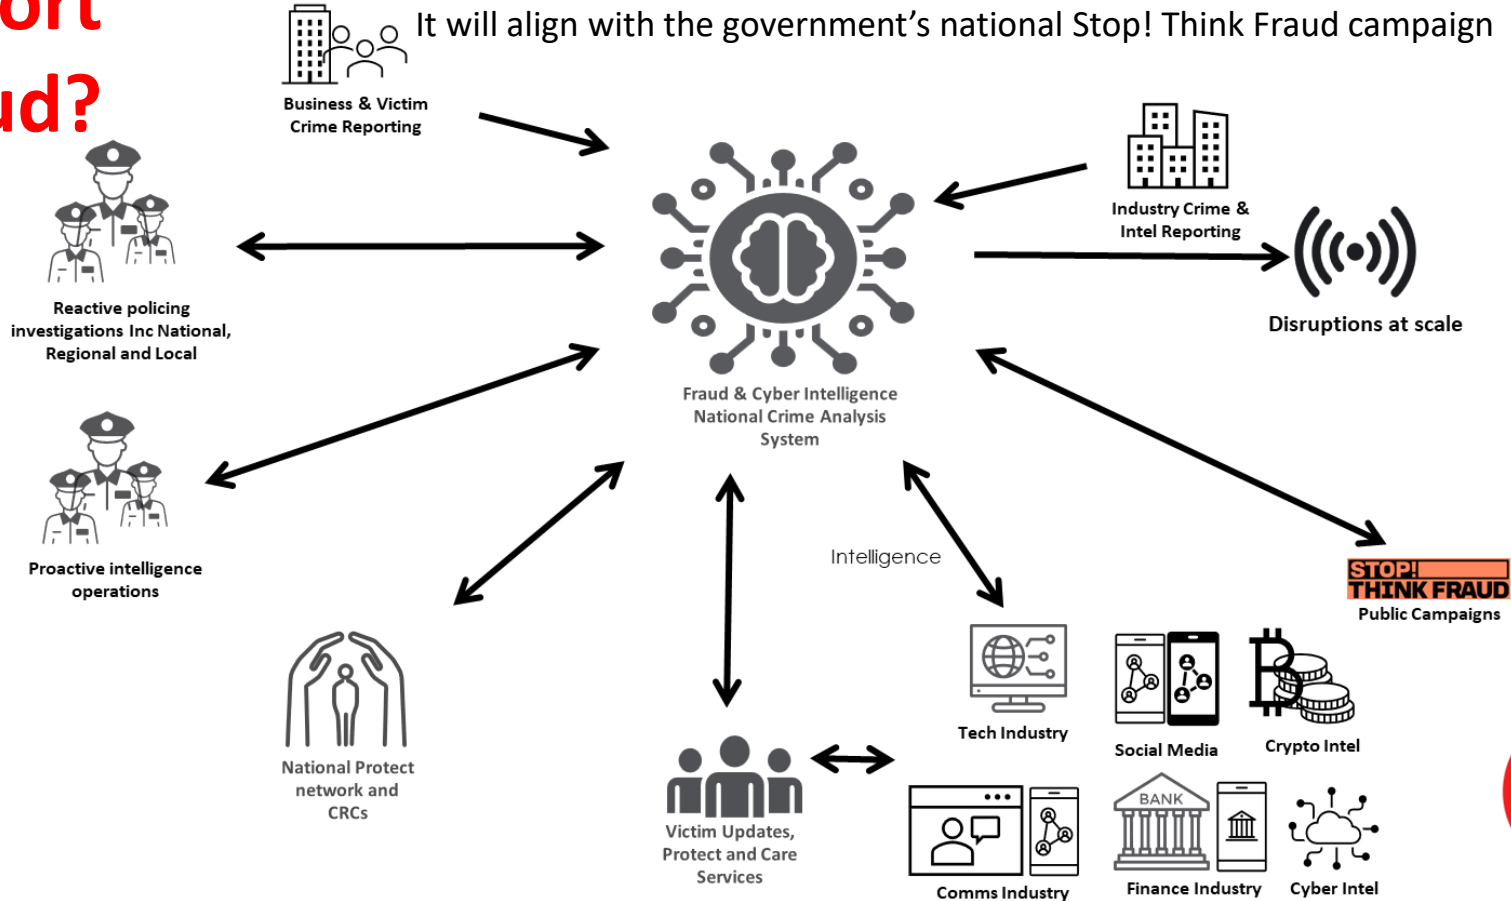 ort
ud?
It will align with the government’s national Stop! Think Fraud campaign
Business & Victim
Crime Reporting
Industry Crime &
Intel Reporting
Reactive policing
investigations Inc National,
Regional and Local
Disruptions at scale
Fraud & Cyber Intelligence
National Crime Analysis
System
Proactive intelligence
operations
Intelligence
STOP!
THINK FRAUD
Public Campaigns
National Protect
network and
CRCs
Tech Industry
Social Media
Crypto Intel
Victim Updates,
Protect and Care
Services
BANK
Comms Industry
Finance Industry
Cyber Intel